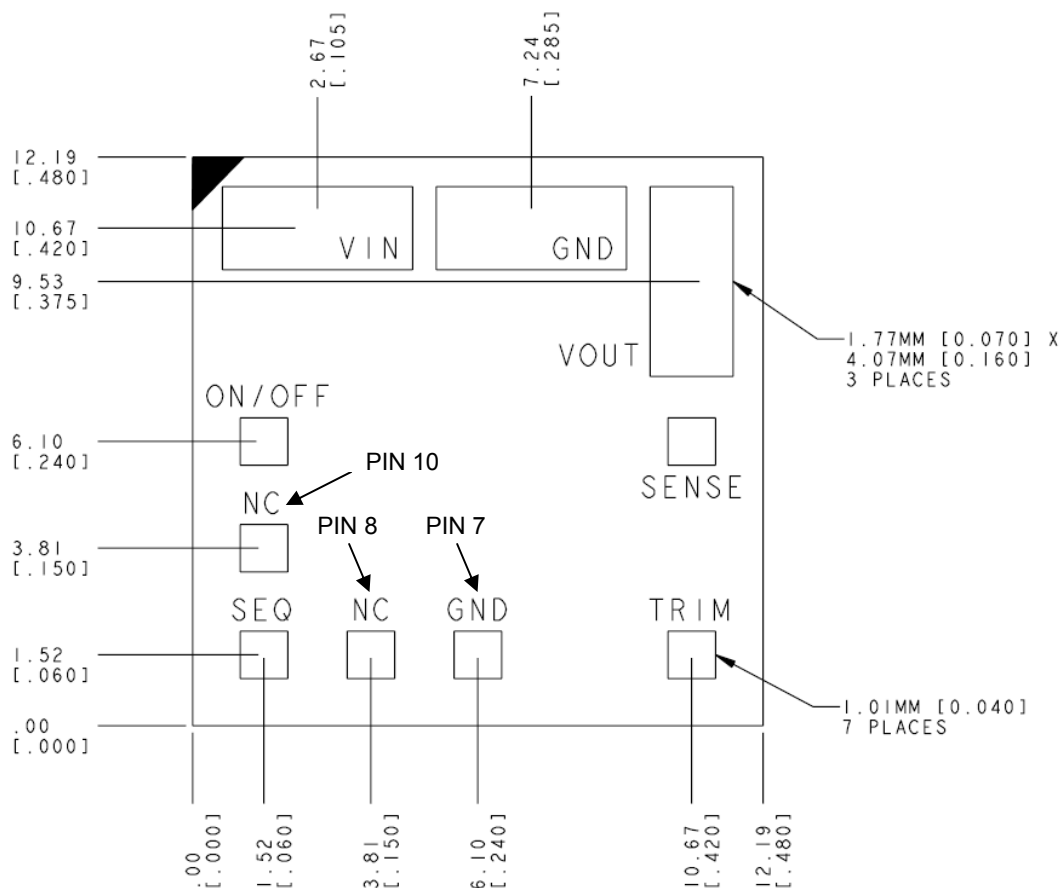 2.67
[.105]
7.24
[.285]
12.19
[.480]
10.67
[.420]
VIN
GND
9.53
[.375]
1.77MM [0.070] X
4.07MM [0.160]
3 PLACES
VOUT
ON/OFF
6.10
[.240]
PIN 10
SENSE
NC
PIN 8
PIN 7
3.81
[.150]
SEQ
NC
GND
TRIM
1.52
[.060]
1.01MM [0.040]
7 PLACES
.00
[.000]
.00
[.000]
1.52
[.060]
3.81
[.150]
6.10
[.240]
10.67
[.420]
12.19
[.480]